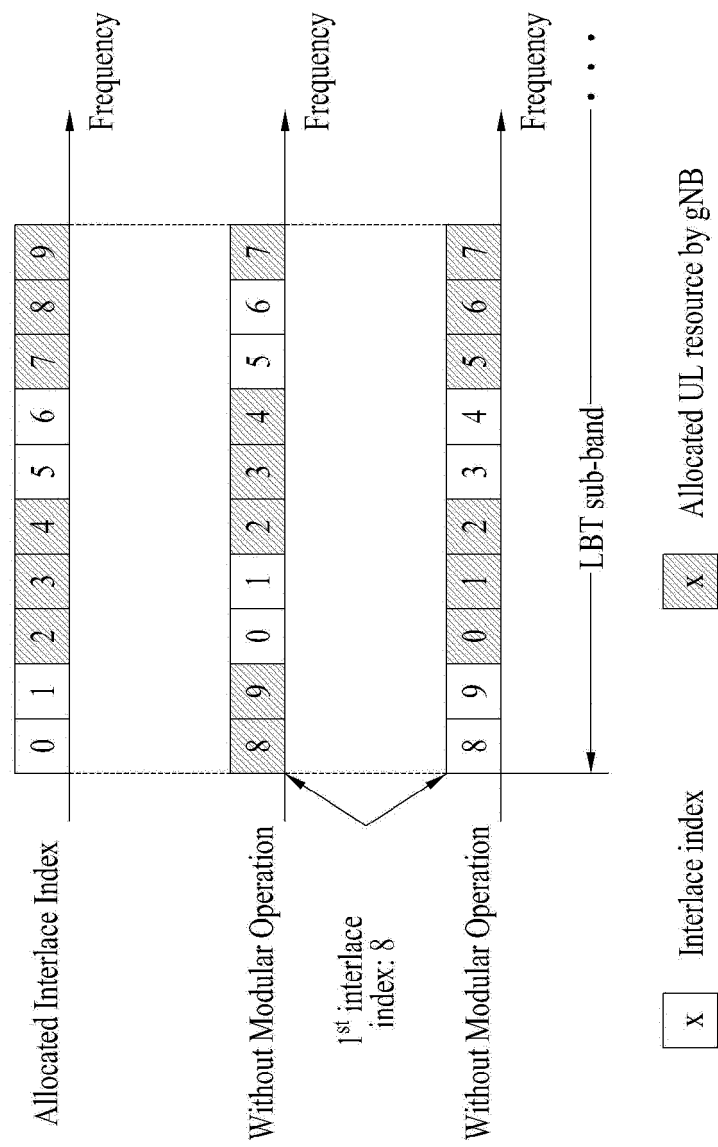 Allocated Interlace Index
0 1 2 3 4 5 6 7 8 9
Frequency
Without Modular Operation
8 9 0 1 2 3 4 5 6 7
Frequency
1st interlace
index: 8
Without Modular Operation
8 9 0 1 2 3 4 5 6 7
Frequency
LBT sub-band
• • •
x Interlace index
x Allocated UL resource by gNB